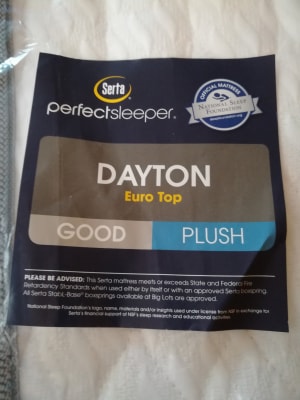 Serta
perfectsleeper®
OFFICIAL MATTRESS
NATIONAL SLEEP
FOUNDATION
DAYTON
Euro Top
GOOD
PLUSH
PLEASE BE ADVISED: This Serta mattress meets or exceeds State and Federal Fire
Retardency Standards when used either by itself or with an approved Serta boxspring.
All Serta Stabl-Base® boxsprings available at Big Lots are approved.
National Sleep Foundation's logo, name, materials and/or insights used under license from NSF in exchange for
Serta's financial support of NSF's sleep research and educational activities.